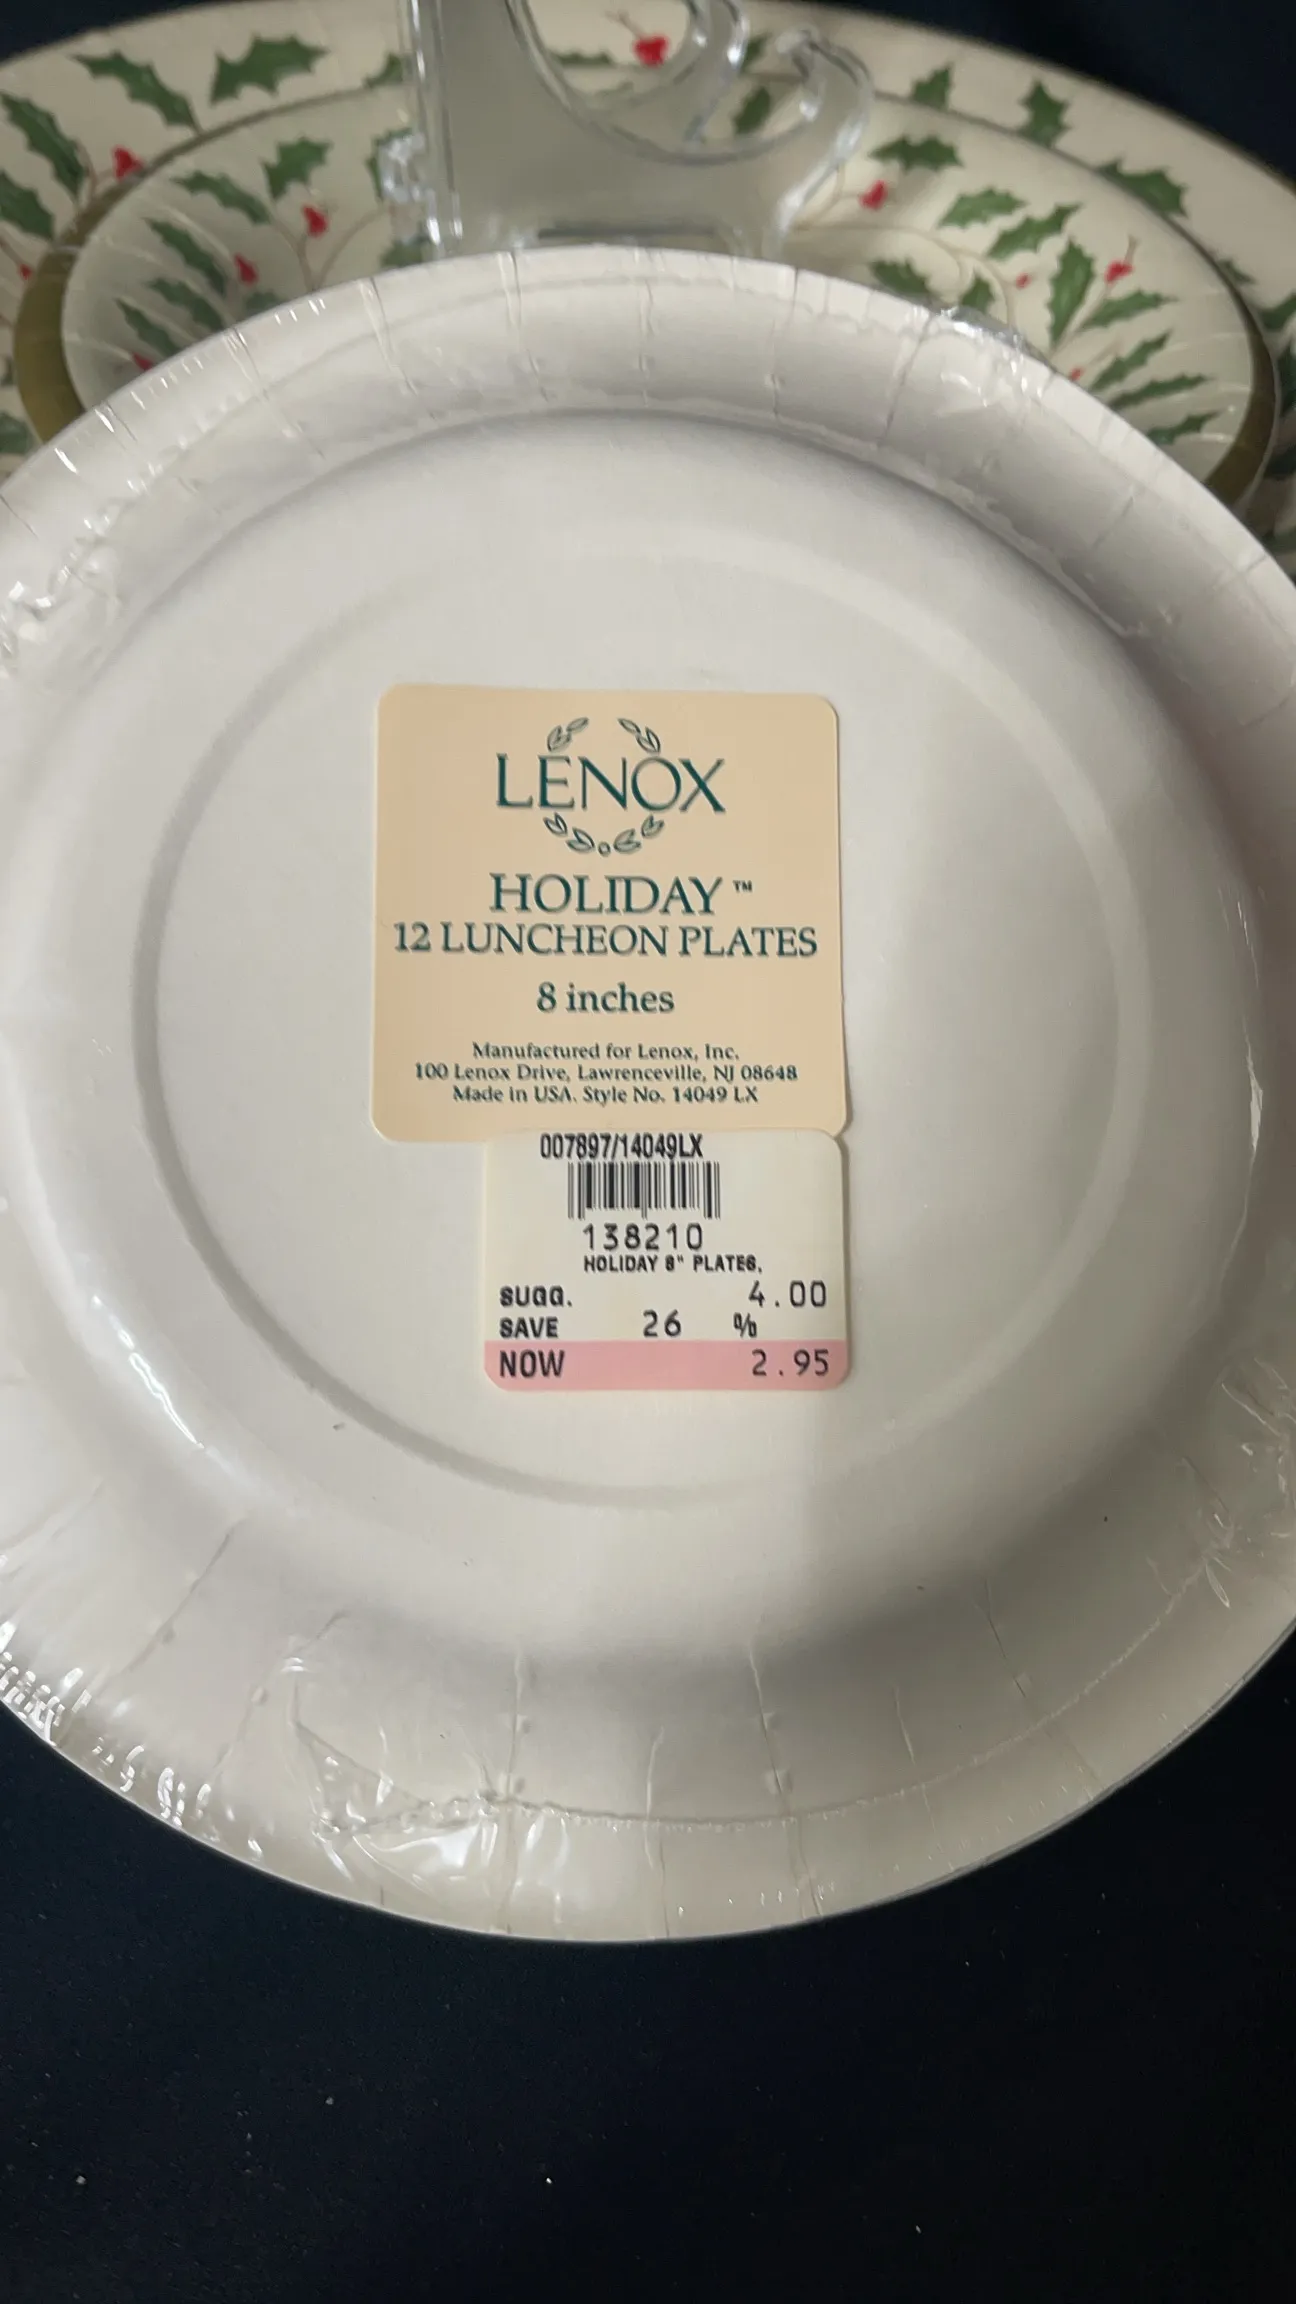 LENOX
HOLIDAY™
12 LUNCHEON PLATES
8 inches
Manufactured for Lenox, Inc.
100 Lenox Drive, Lawrenceville, NJ 08648
Made in USA. Style No. 14049 LX
007897/14049LX
138210
HOLIDAY 8" PLATES,
SUGG. 4.00
SAVE 26 %
NOW 2.95